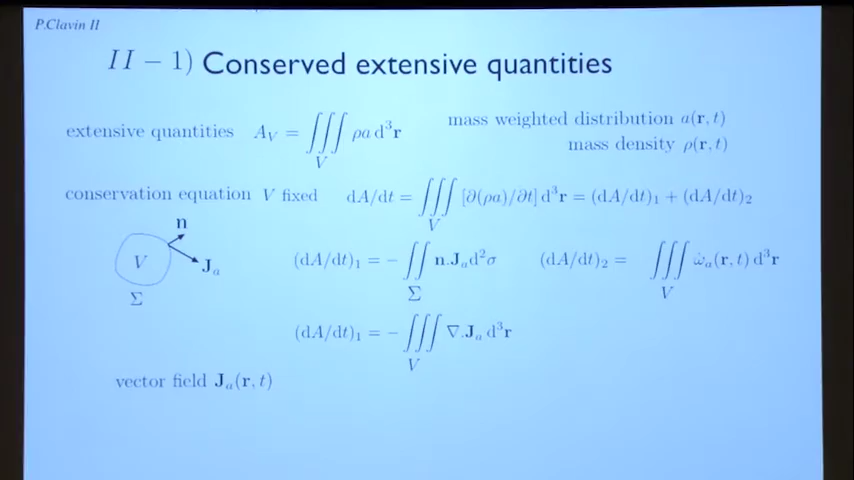 P.Clavin II
II − 1) Conserved extensive quantities
extensive quantities A_V = ∭_V ρa d³r
mass weighted distribution a(r, t)
mass density ρ(r, t)
conservation equation V fixed dA/dt = ∭_V [∂(ρa)/∂t] d³r = (dA/dt)₁ + (dA/dt)₂
n
V
J_a
Σ
(dA/dt)₁ = − ∬_Σ n.J_a d²σ (dA/dt)₂ = ∭_V ω̇_a(r, t) d³r
(dA/dt)₁ = − ∭_V ∇.J_a d³r
vector field J_a(r, t)